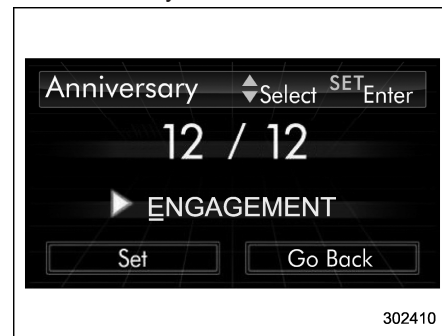 Anniversary Select SET Enter
12 / 12
ENGAGEMENT
Set Go Back
302410